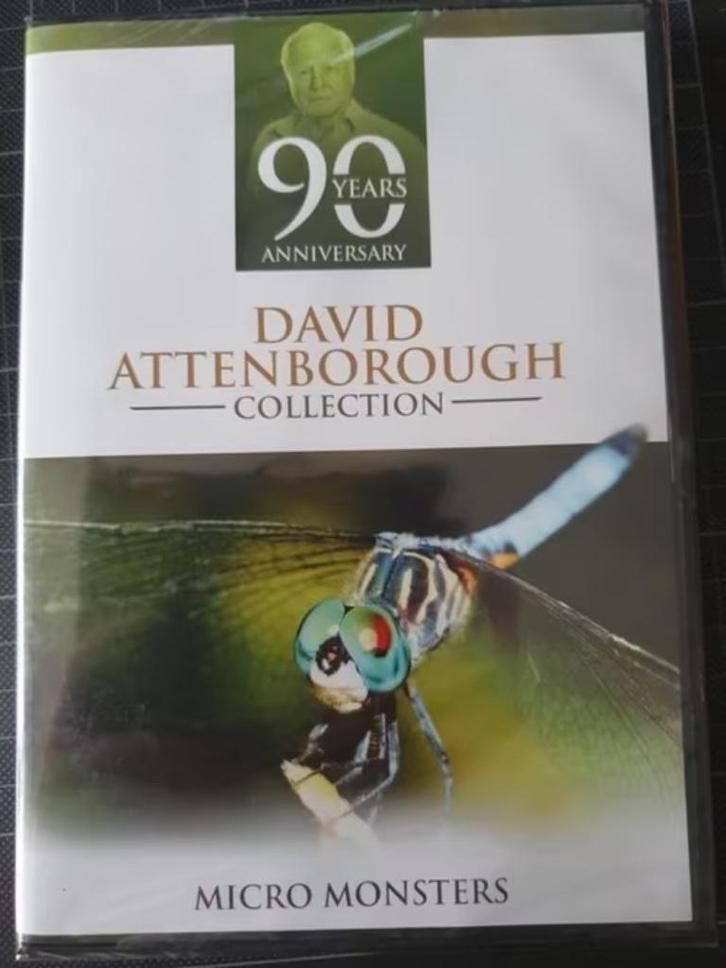 90
YEARS
ANNIVERSARY
DAVID
ATTENBOROUGH
COLLECTION
MICRO MONSTERS